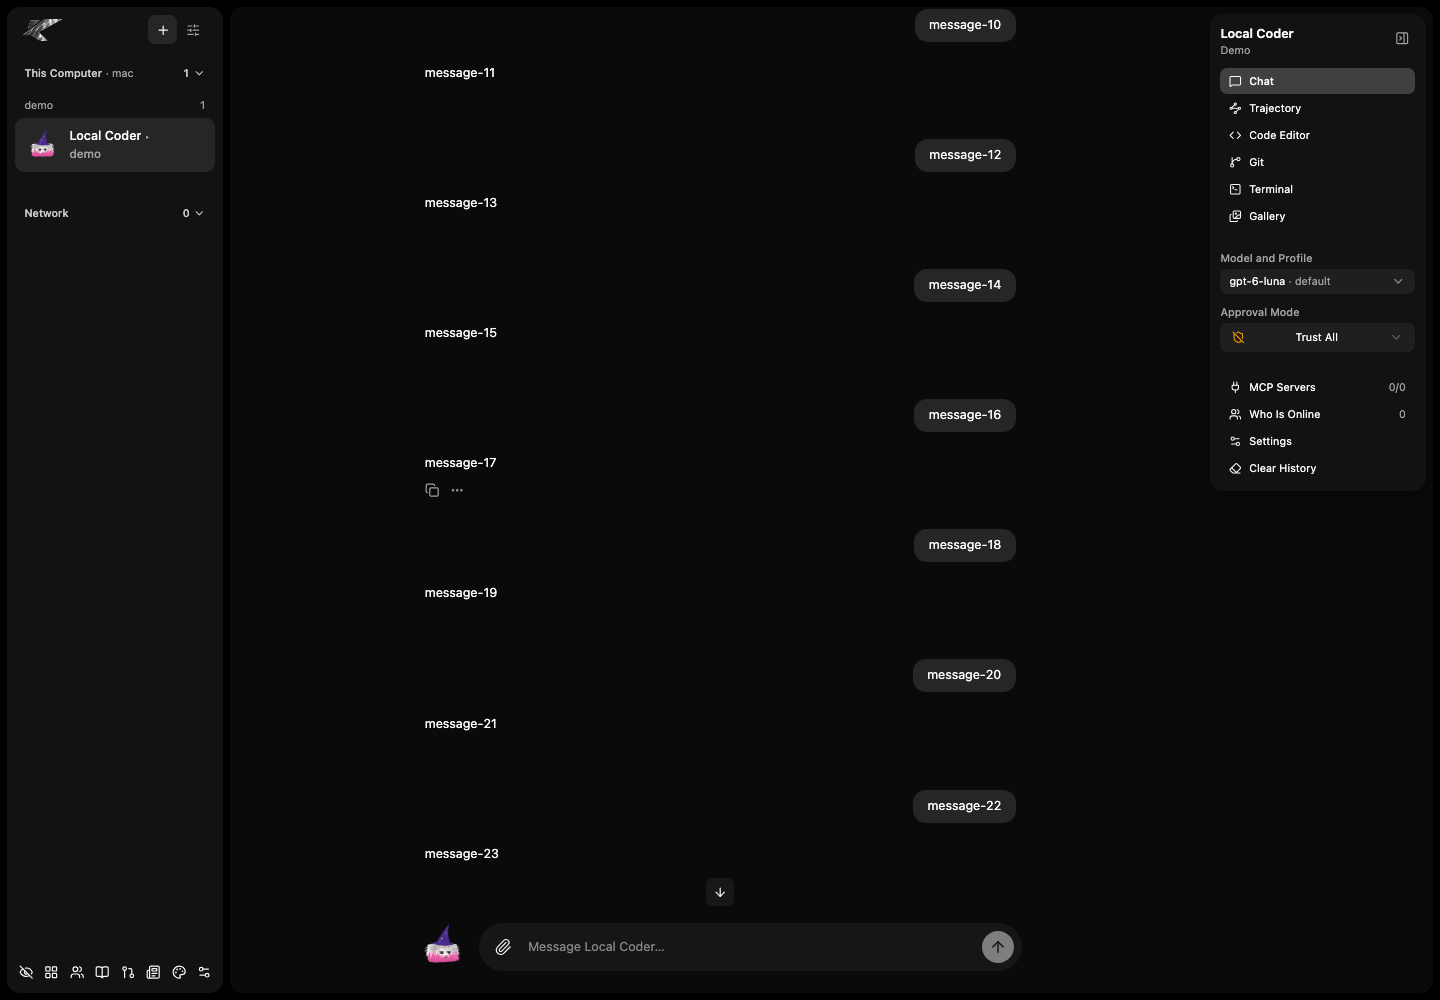 This Computer · mac 1
demo 1
Local Coder
demo
Network 0
message-10
message-11
message-12
message-13
message-14
message-15
message-16
message-17
message-18
message-19
message-20
message-21
message-22
message-23
Message Local Coder...
Local Coder
Demo
Chat
Trajectory
Code Editor
Git
Terminal
Gallery
Model and Profile
gpt-6-luna · default
Approval Mode
Trust All
MCP Servers 0/0
Who Is Online 0
Settings
Clear History